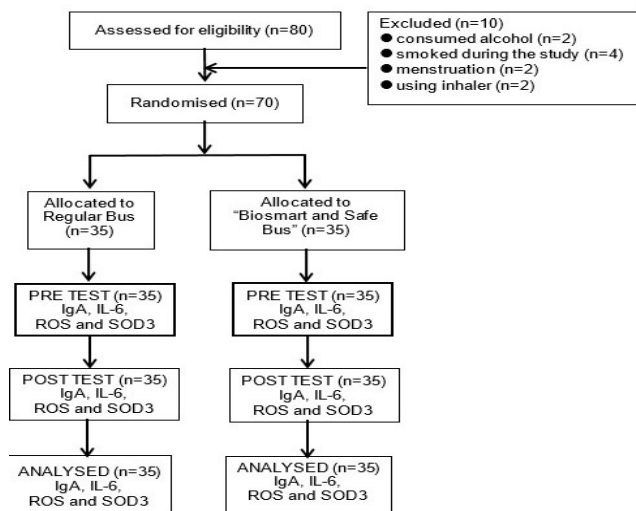 Assessed for eligibility (n=80)
Excluded (n=10)
● consumed alcohol (n=2)
● smoked during the study (n=4)
● menstruation (n=2)
● using inhaler (n=2)
Randomised (n=70)
Allocated to
Regular Bus
(n=35)
Allocated to
“Biosmart and Safe
Bus” (n=35)
PRE TEST (n=35)
IgA, IL-6,
ROS and SOD3
PRE TEST (n=35)
IgA, IL-6,
ROS and SOD3
POST TEST (n=35)
IgA, IL-6,
ROS and SOD3
POST TEST (n=35)
IgA, IL-6,
ROS and SOD3
ANALYSED (n=35)
IgA, IL-6,
ROS and SOD3
ANALYSED (n=35)
IgA, IL-6,
ROS and SOD3